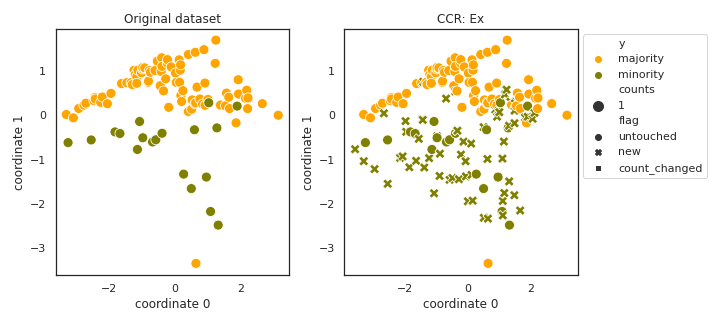 Original dataset
CCR: Ex
coordinate 1
1
0
−1
−2
−3
−2
0
2
coordinate 0
coordinate 1
1
0
−1
−2
−3
−2
0
2
coordinate 0
y
majority
minority
counts
1
flag
untouched
new
count_changed